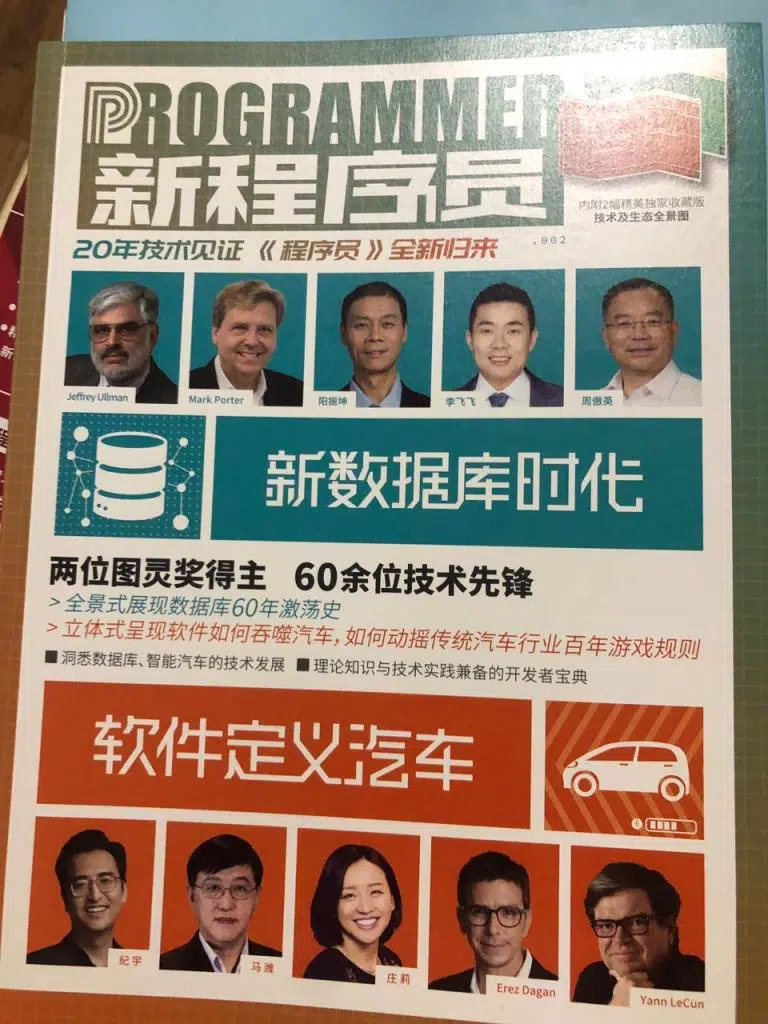 PROGRAMMER
新程序员
内附2幅精美独家收藏版
技术及生态全景图
20年技术见证《程序员》全新归来
.002
Jeffrey Ullman
Mark Porter
阳振坤
李飞飞
周傲英
新数据库时代
两位图灵奖得主 60余位技术先锋
>全景式展现数据库60年激荡史
>立体式呈现软件如何吞噬汽车,如何动摇传统汽车行业百年游戏规则
■洞悉数据库、智能汽车的技术发展 ■理论知识与技术实践兼备的开发者宝典
软件定义汽车
纪宇
马潍
庄莉
Erez Dagan
Yann LeCun